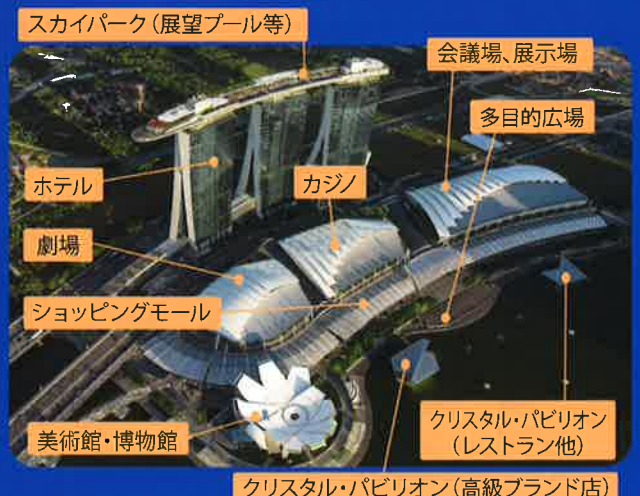 スカイパーク(展望プール等)
会議場、展示場
多目的広場
ホテル
カジノ
劇場
ショッピングモール
美術館・博物館
クリスタル・パビリオン
(レストラン他)
クリスタル・パビリオン(高級ブランド店)